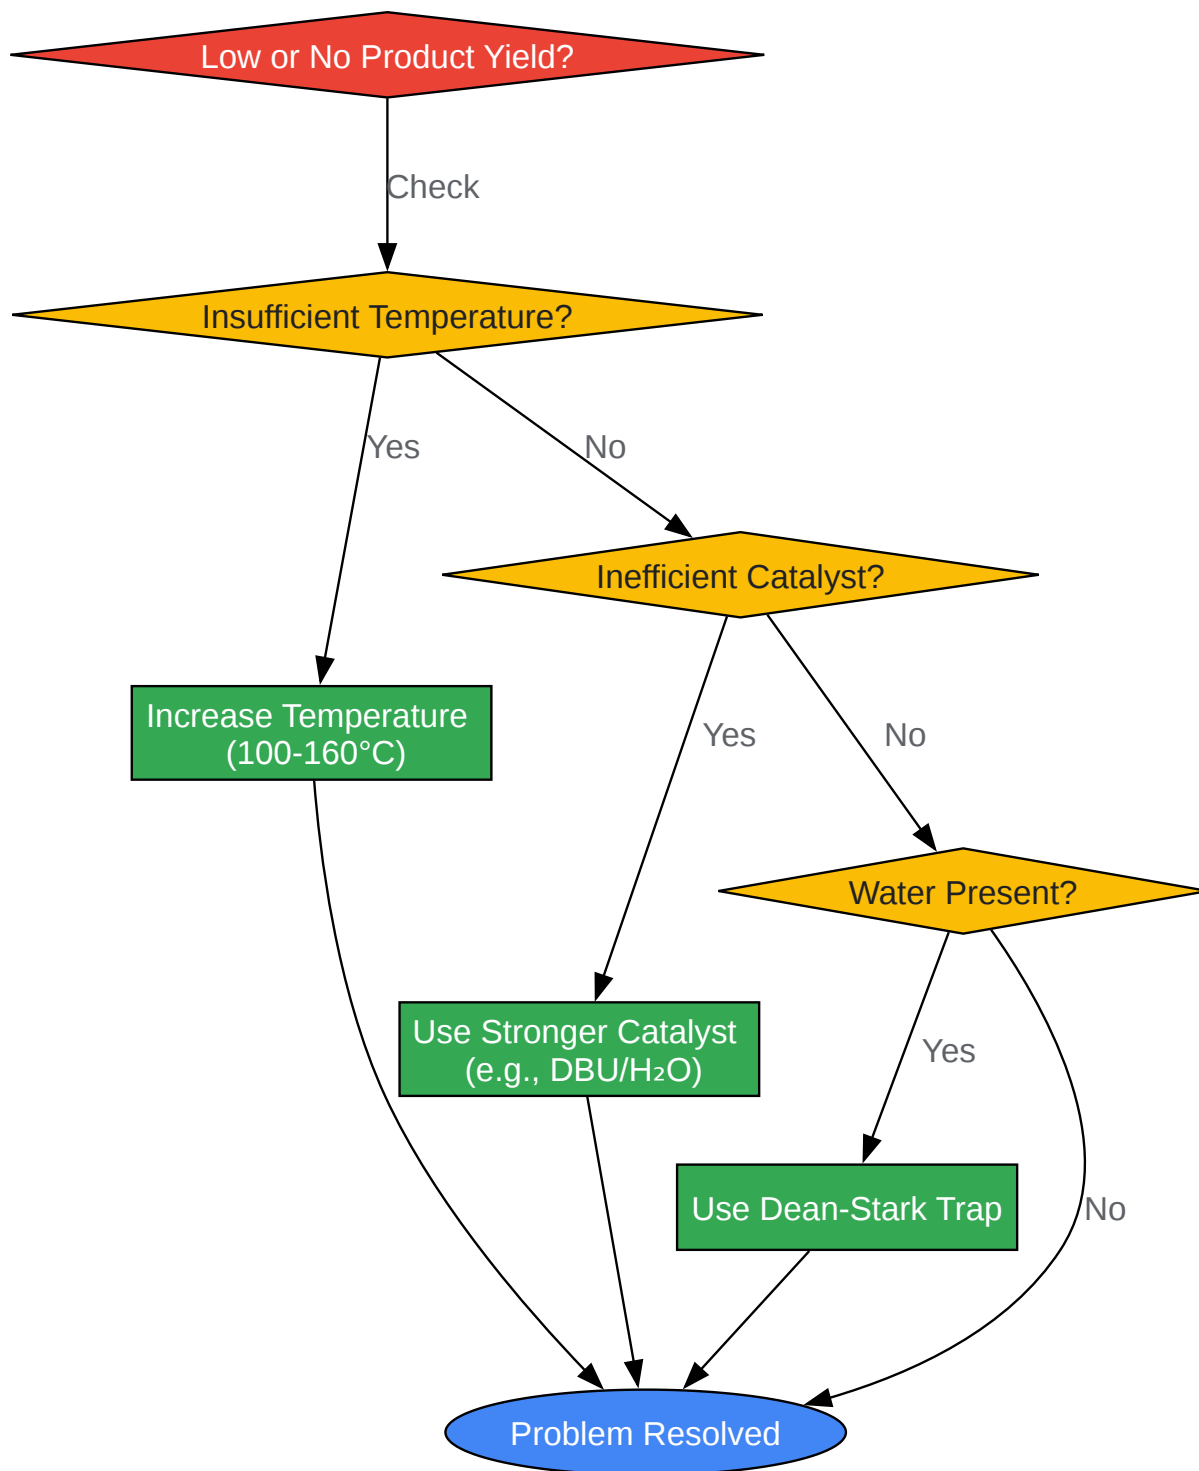 Low or No Product Yield?
Check
Insufficient Temperature?
Yes
No
Inefficient Catalyst?
Increase Temperature
(100-160°C)
Yes
No
Water Present?
Use Stronger Catalyst
(e.g., DBU/H₂O)
Yes
Use Dean-Stark Trap
No
Problem Resolved